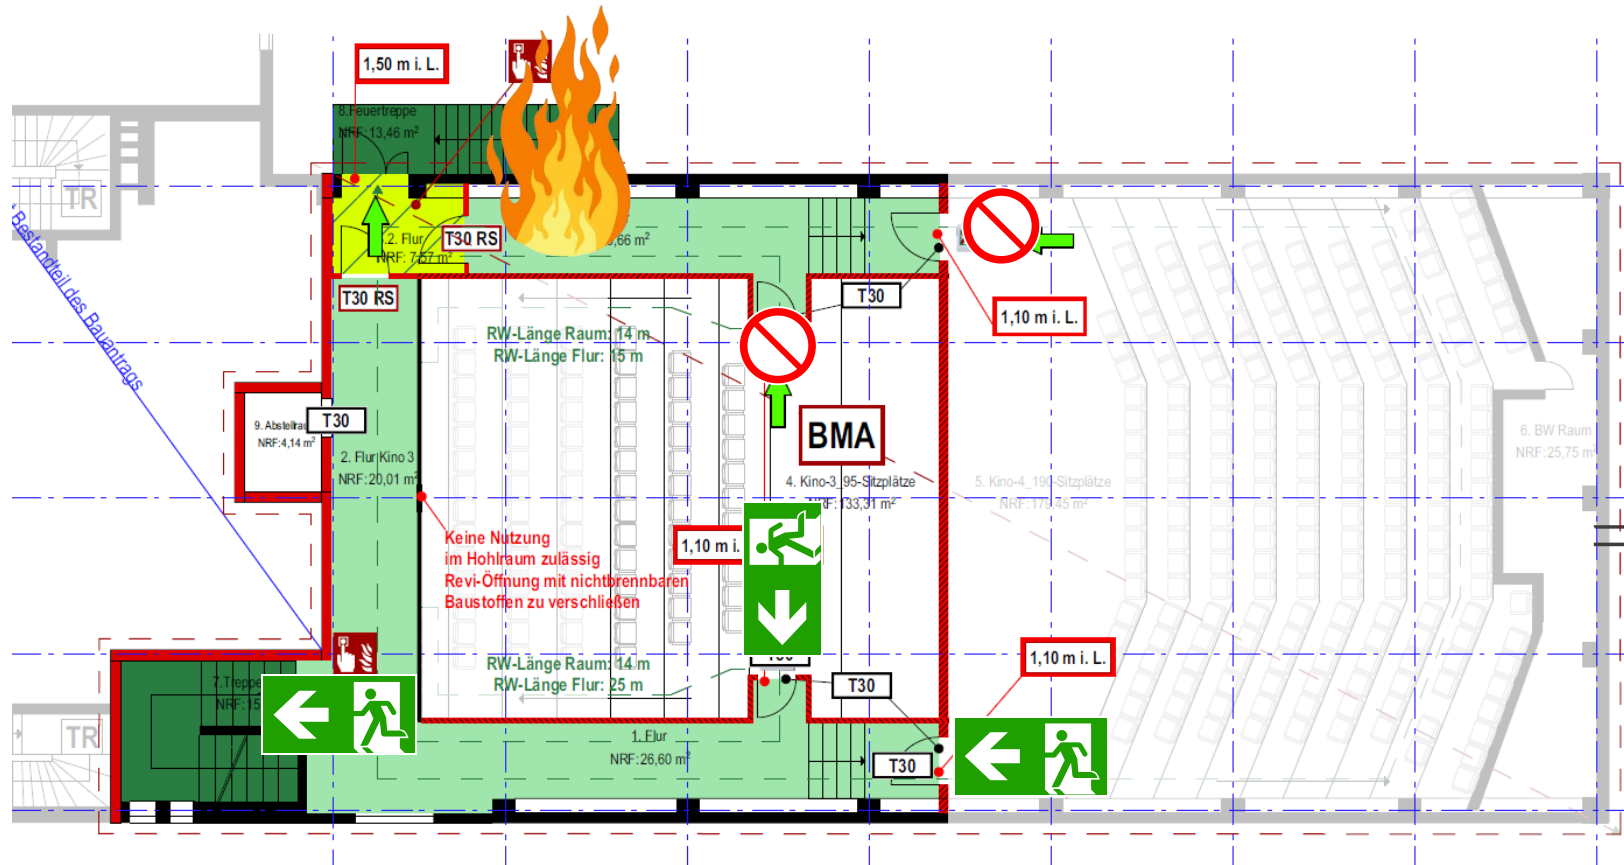 1,50 m i. L.
8.Feuertreppe
NRF:13,46 m²
TR
Bestandteil des Bauantrags
2. Flur
NRF: 7,57 m²
T30 RS
,66 m²
T30 RS
T30
1,10 m i. L.
RW-Länge Raum: 14 m
RW-Länge Flur: 15 m
9. Abstellrau
NRF:4,14 m²
T30
BMA
2. Flur Kino 3
NRF:20,01 m²
4. Kino-3_95-Sitzplätze
NRF:133,31 m²
5. Kino-4_190-Sitzplätze
NRF:179,45 m²
6. BW Raum
NRF:25,75 m²
Keine Nutzung
im Hohlraum zulässig
Revi-Öffnung mit nichtbrennbaren
Baustoffen zu verschließen
1,10 m i.
RW-Länge Raum: 14 m
RW-Länge Flur: 25 m
T30
1,10 m i. L.
7.Treppe
NRF:15
TR
1. Flur
NRF:26,60 m²
T30